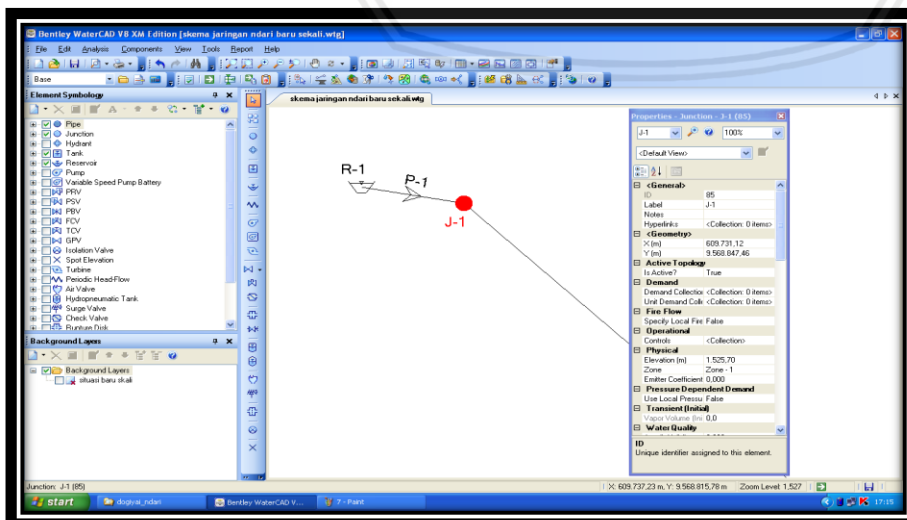 Bentley WaterCAD V8 XM Edition [skema jaringan ndari baru sekali.wtg]
File Edit Analysis Components View Tools Report Help
Base
Element Symbology
Pipe
Junction
Hydrant
Tank
Reservoir
Pump
Variable Speed Pump Battery
PRV
PSV
PBV
FCV
TCV
GPV
Isolation Valve
Spot Elevation
Turbine
Periodic Head-Flow
Air Valve
Hydropneumatic Tank
Surge Valve
Check Valve
Rupture Disk
Background Layers
Background Layers
situasi baru skali
skema jaringan ndari baru sekali.wtg
R-1
P-1
J-1
Properties - Junction - J-1 (85)
J-1 100%
<Default View>
<General>
ID 85
Label J-1
Notes
Hyperlinks <Collection: 0 items>
<Geometry>
X (m) 609.731,12
Y (m) 9.568.847,46
Active Topology
Is Active? True
Demand
Demand Collectio <Collection: 0 items>
Unit Demand Coll <Collection: 0 items>
Fire Flow
Specify Local Fire False
Operational
Controls <Collection>
Physical
Elevation (m) 1.525,70
Zone Zone - 1
Emitter Coefficient 0,000
Pressure Dependent Demand
Use Local Pressu False
Transient (Initial)
Vapor Volume (Ini 0,0
Water Quality
ID
Unique identifier assigned to this element.
Junction: J-1 (85)
X: 609.737,23 m, Y: 9.568.815,78 m Zoom Level: 1,527
start
dogiyai_ndari
Bentley WaterCAD V...
7 - Paint
17:15